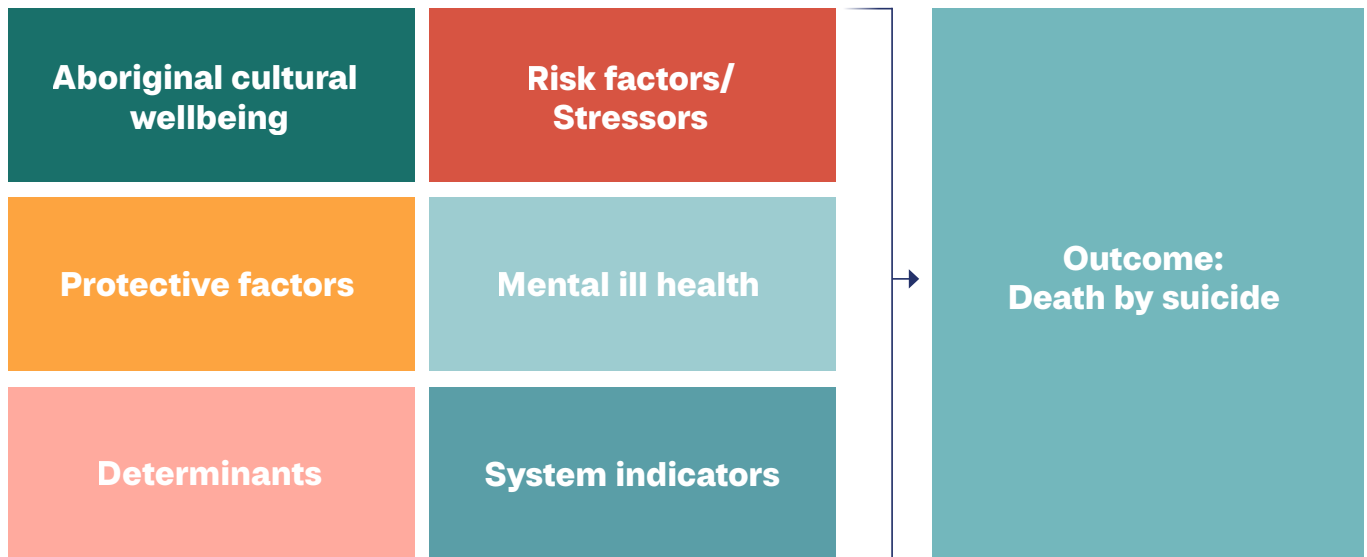 Aboriginal cultural
wellbeing
Risk factors/
Stressors
Protective factors
Mental ill health
Determinants
System indicators
Outcome:
Death by suicide